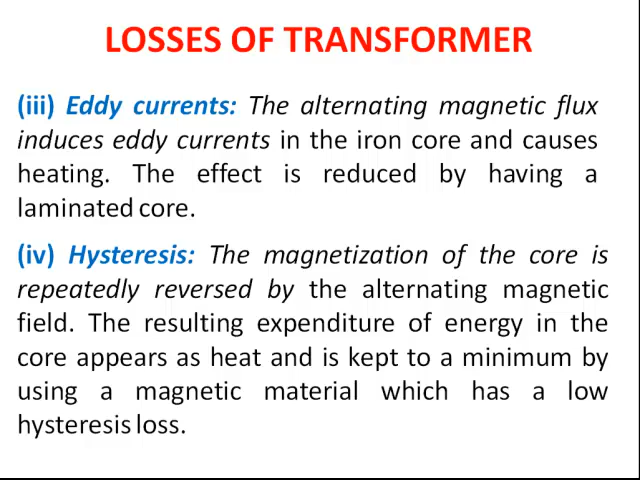 LOSSES OF TRANSFORMER
(iii) Eddy currents: The alternating magnetic flux
induces eddy currents in the iron core and causes
heating. The effect is reduced by having a
laminated core.
(iv) Hysteresis: The magnetization of the core is
repeatedly reversed by the alternating magnetic
field. The resulting expenditure of energy in the
core appears as heat and is kept to a minimum by
using a magnetic material which has a low
hysteresis loss.